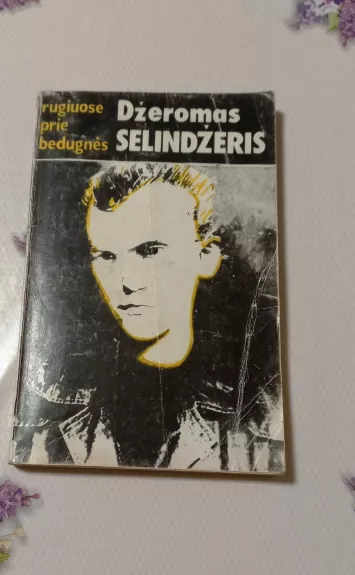 rugiuose
prie
bedugnės
Džeromas
SELINDŽERIS